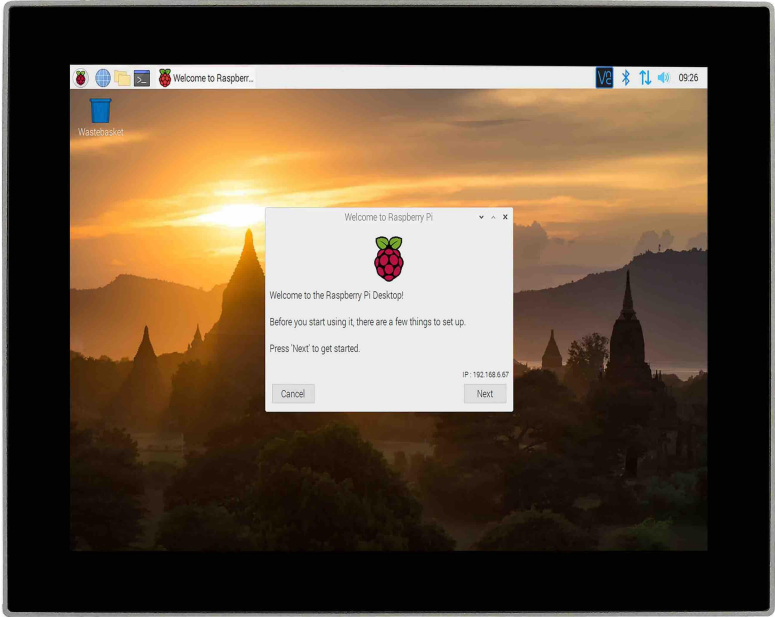 Welcome to Raspberr...
V2
09:26
Wastebasket
Welcome to Raspberry Pi
Welcome to the Raspberry Pi Desktop!
Before you start using it, there are a few things to set up.
Press 'Next' to get started.
IP : 192.168.6.67
Cancel
Next